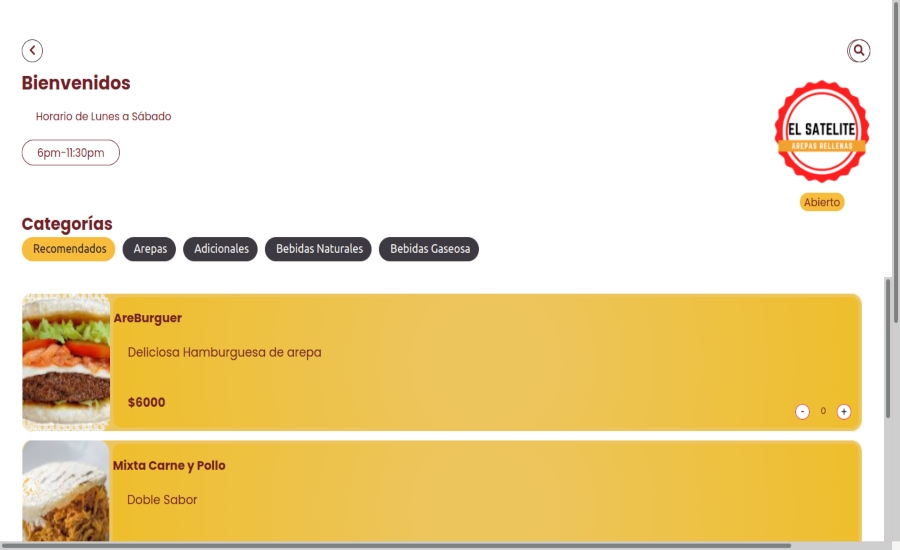 Bienvenidos
Horario de Lunes a Sábado
6pm-11:30pm
EL SATELITE
AREPAS RELLENAS
Abierto
Categorías
Recomendados Arepas Adicionales Bebidas Naturales Bebidas Gaseosa
AreBurguer
Deliciosa Hamburguesa de arepa
$6000
- 0 +
Mixta Carne y Pollo
Doble Sabor